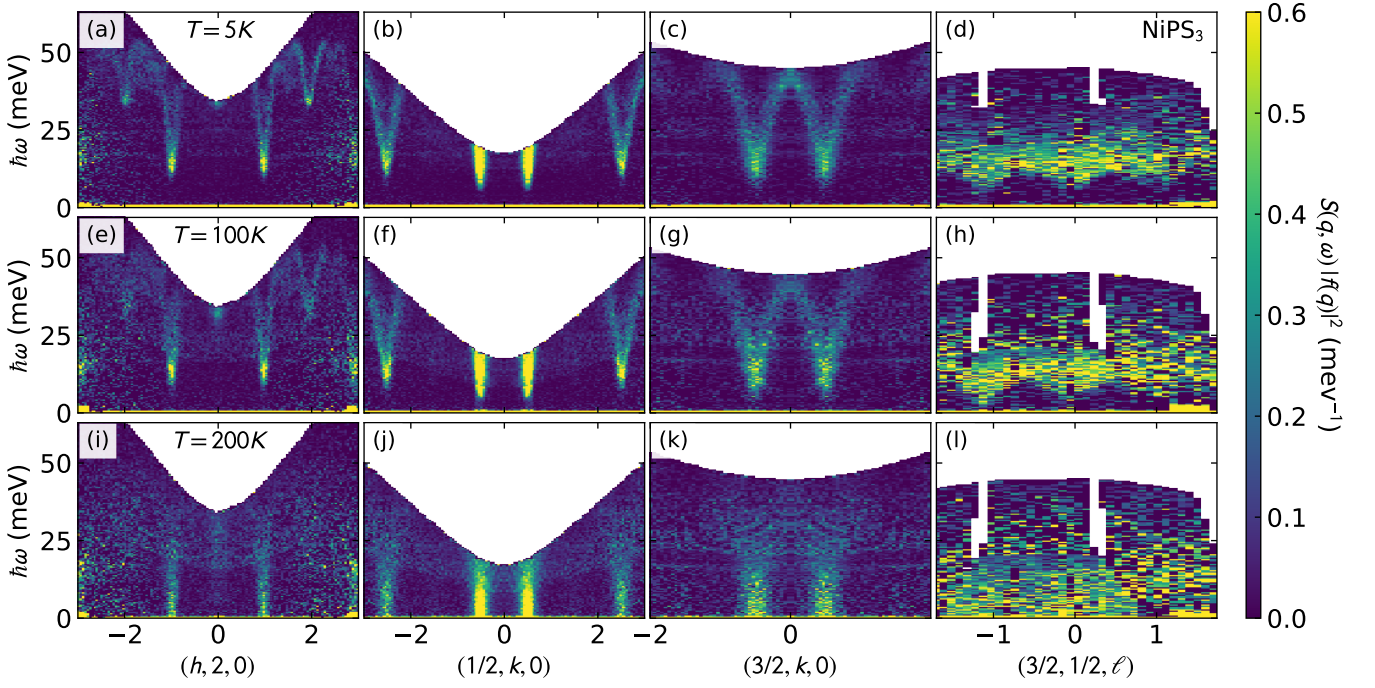 (a) T = 5K (b) (c) (d) NiPS₃ 0.6
50
25
0
ħω (meV)
0.5
(e) T = 100K (f) (g) (h)
50
25
0
ħω (meV)
0.4
0.3
S(q, ω) |f(q)|² (meV⁻¹)
0.2
(i) T = 200K (j) (k) (l)
50
25
0
ħω (meV)
0.1
0.0
−2 0 2 −2 0 2 −2 0 −1 0 1
(h, 2, 0) (1/2, k, 0) (3/2, k, 0) (3/2, 1/2, ℓ)